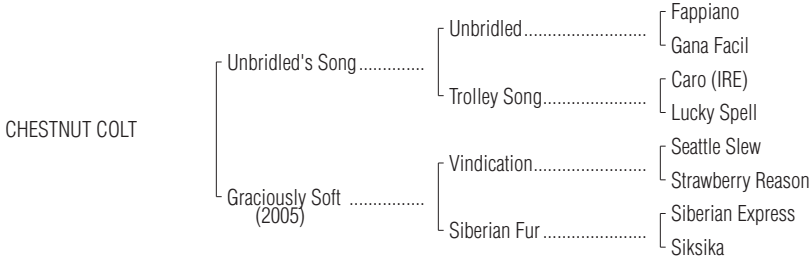 CHESTNUT COLT
Unbridled's Song..............
Unbridled..........................
Fappiano
Gana Facil
Trolley Song......................
Caro (IRE)
Lucky Spell
Graciously Soft ................
(2005)
Vindication........................
Seattle Slew
Strawberry Reason
Siberian Fur......................
Siberian Express
Siksika